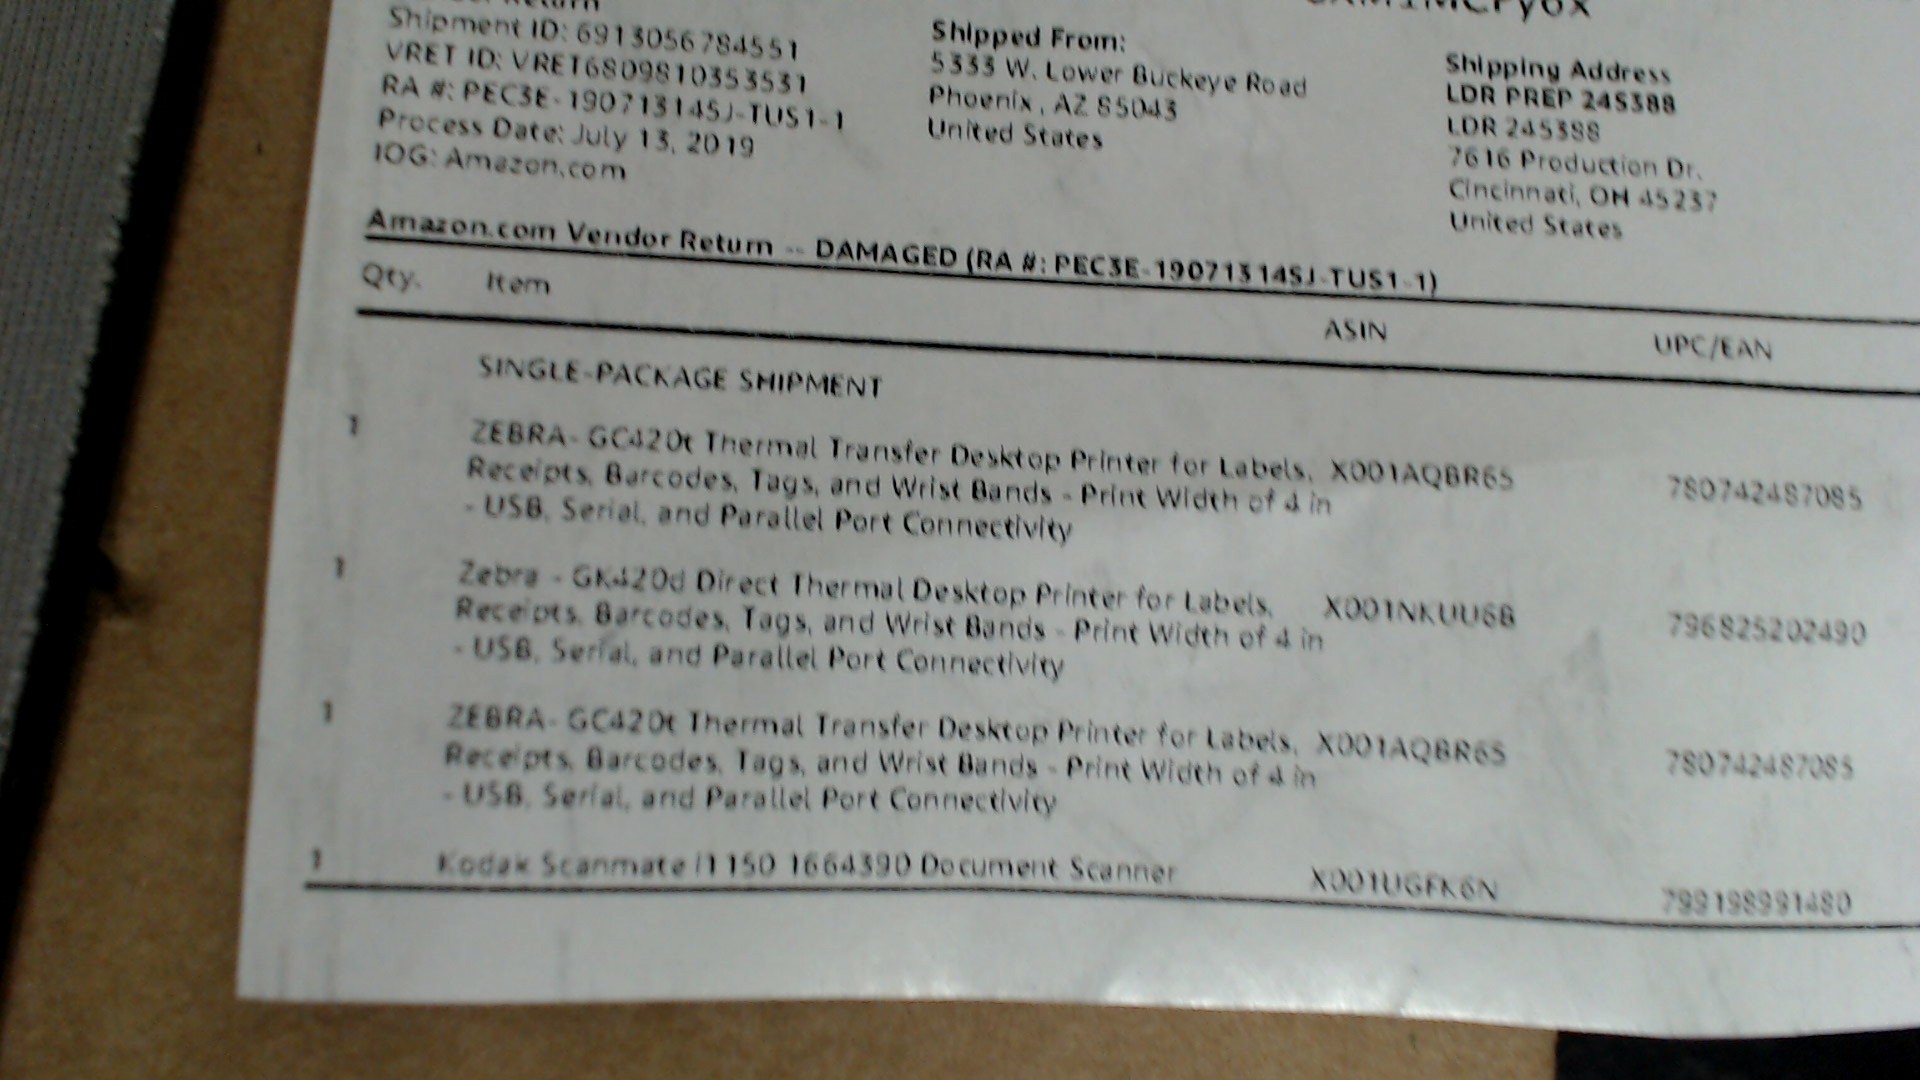 Return
Shipment ID: 6913056784551
VRET ID: VRET6809810353531
RA #: PEC3E-19071314SJ-TUS1-1
Process Date: July 13, 2019
IOG: Amazon.com
Shipped From:
5333 W. Lower Buckeye Road
Phoenix, AZ 85043
United States
Shipping Address
LDR PREP 245388
LDR 245388
7616 Production Dr.
Cincinnati, OH 45237
United States
Amazon.com Vendor Return -- DAMAGED (RA #: PEC3E-19071314SJ-TUS1-1)
Qty. Item ASIN UPC/EAN
SINGLE-PACKAGE SHIPMENT
1 ZEBRA- GC420t Thermal Transfer Desktop Printer for Labels, X001AQBR65 780742487085
Receipts, Barcodes, Tags, and Wrist Bands - Print Width of 4 in
- USB, Serial, and Parallel Port Connectivity
1 Zebra - GK420d Direct Thermal Desktop Printer for Labels, X001NKUU6B 796825202490
Receipts, Barcodes, Tags, and Wrist Bands - Print Width of 4 in
- USB, Serial, and Parallel Port Connectivity
1 ZEBRA- GC420t Thermal Transfer Desktop Printer for Labels, X001AQBR65 780742487085
Receipts, Barcodes, Tags, and Wrist Bands - Print Width of 4 in
- USB, Serial, and Parallel Port Connectivity
1 Kodak Scanmate i1150 1664390 Document Scanner X001UGFK6N 799198991480